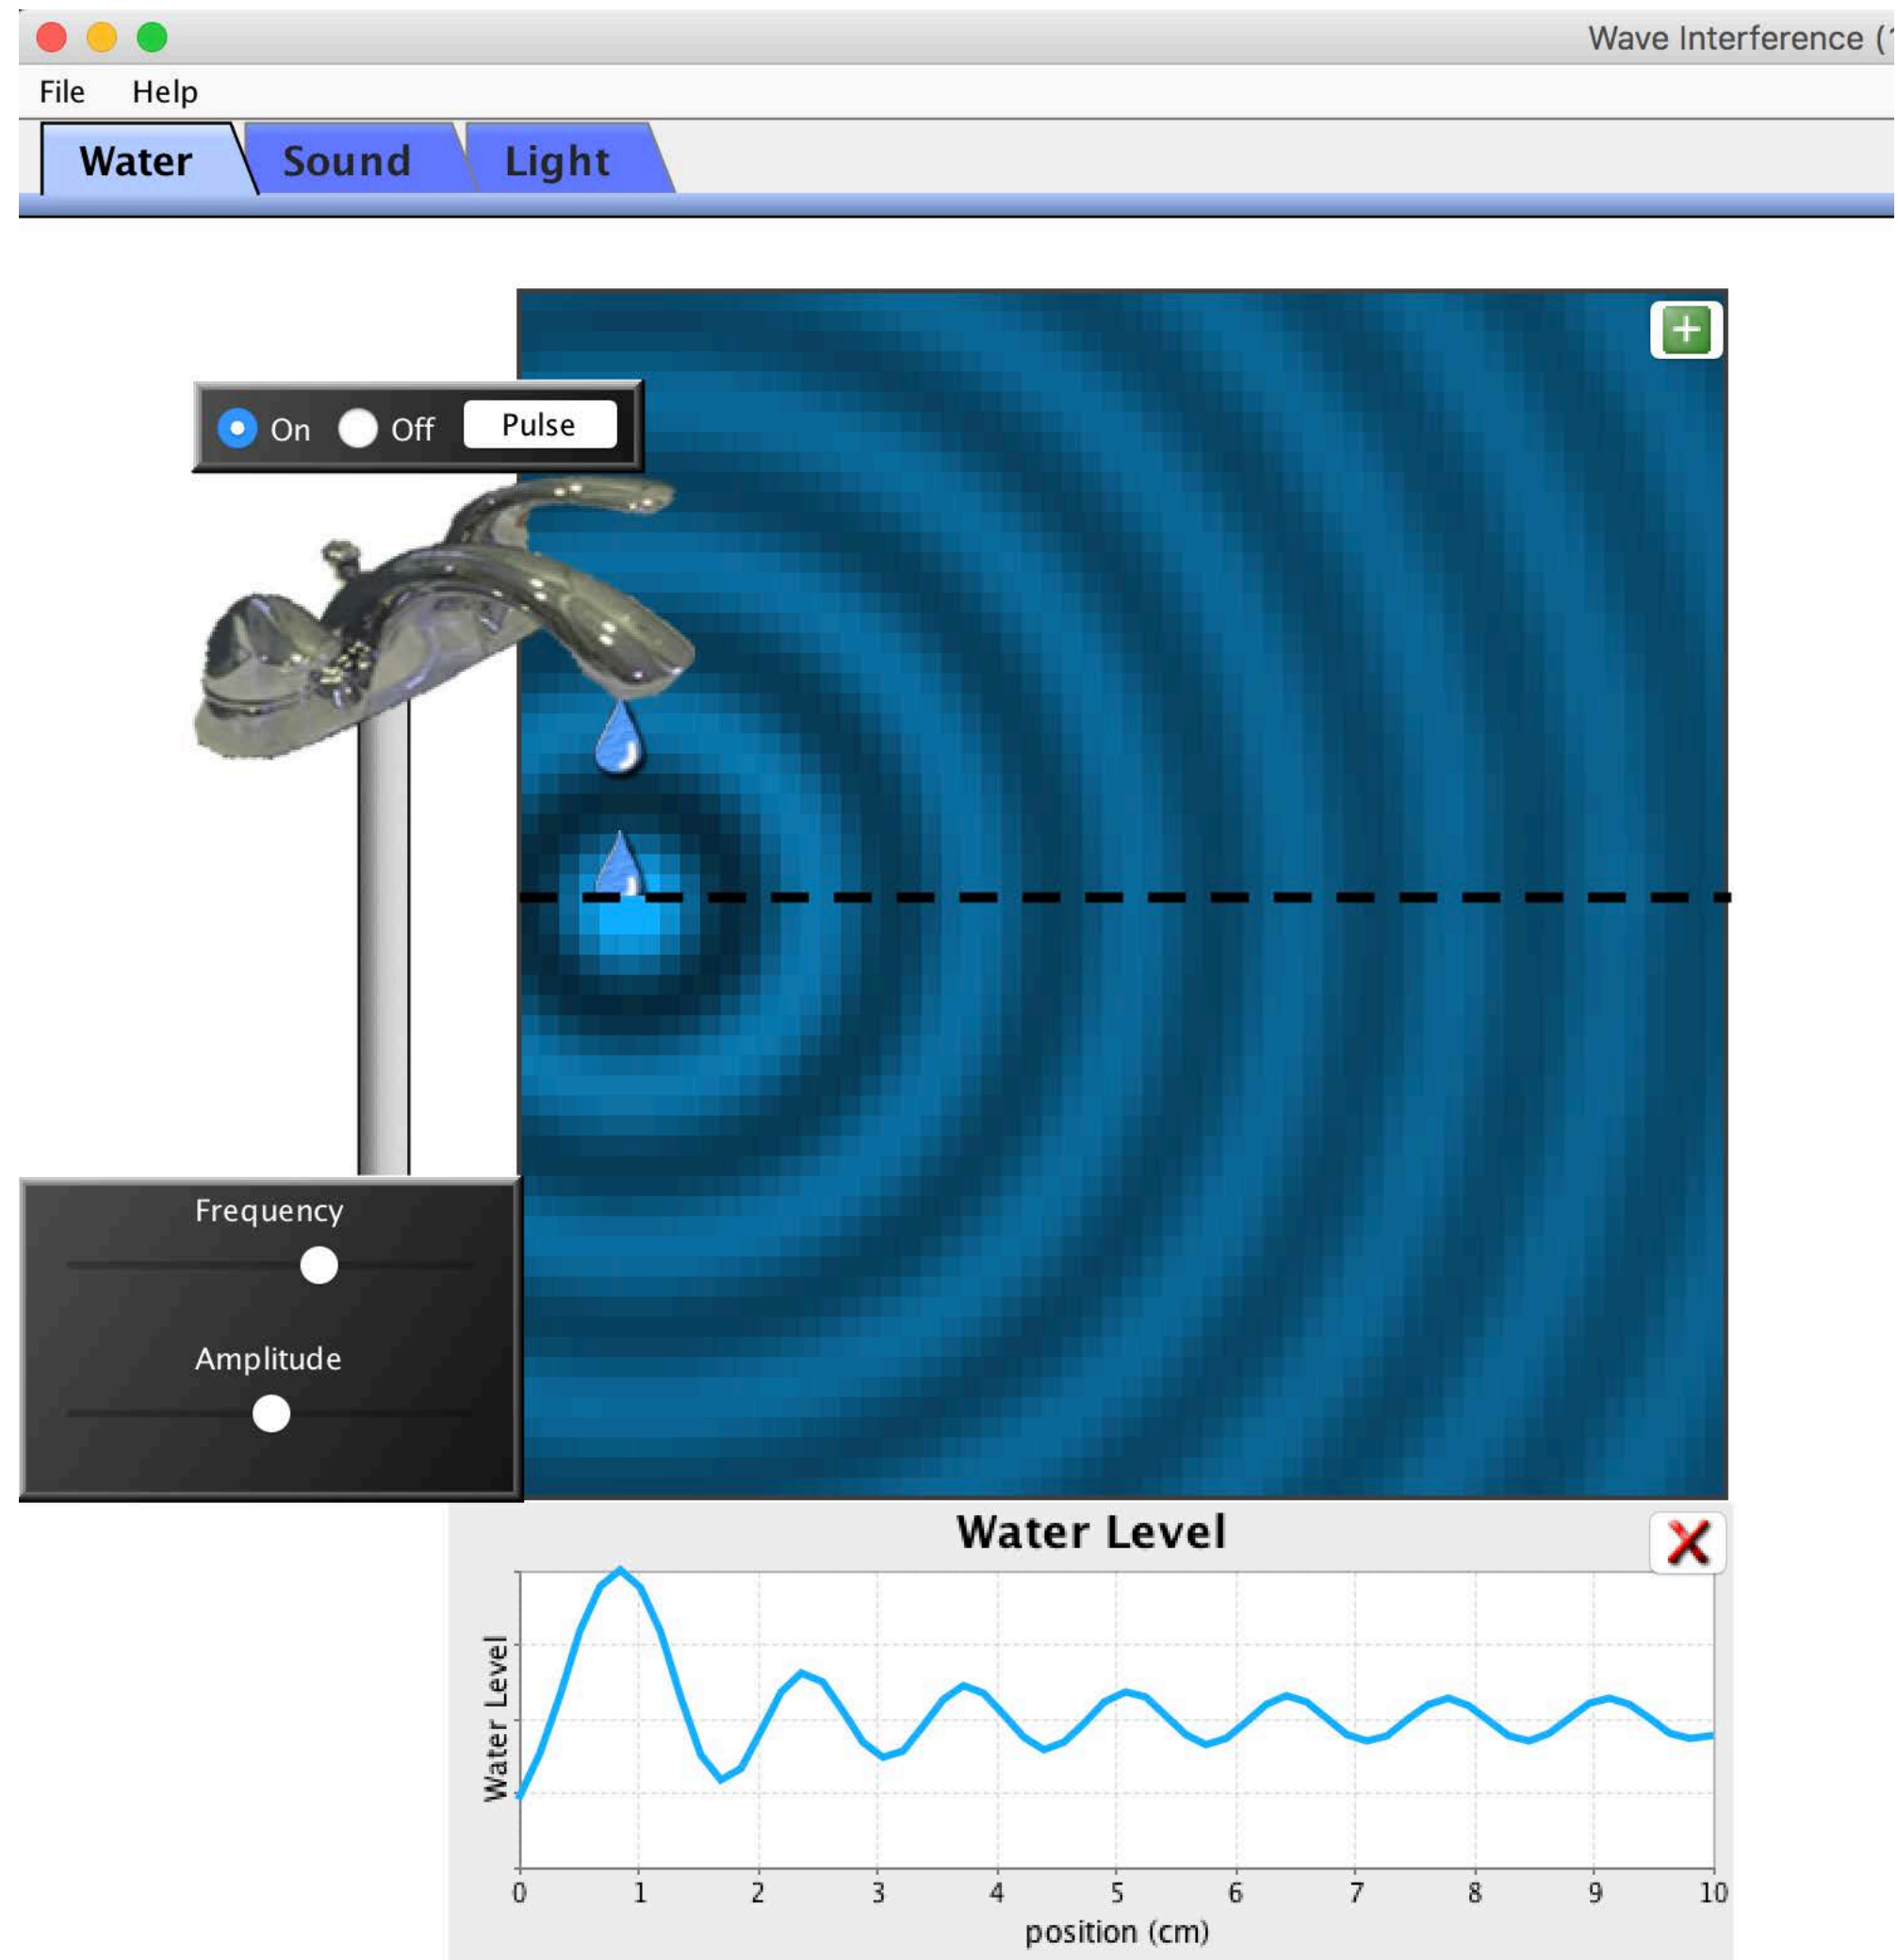 Wave Interference (
File Help
Water Sound Light
On Off Pulse
Frequency
Amplitude
Water Level
Water Level
0 1 2 3 4 5 6 7 8 9 10
position (cm)